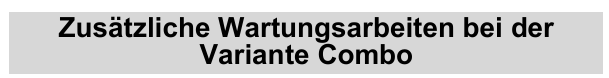 Zusätzliche Wartungsarbeiten bei der
Variante Combo